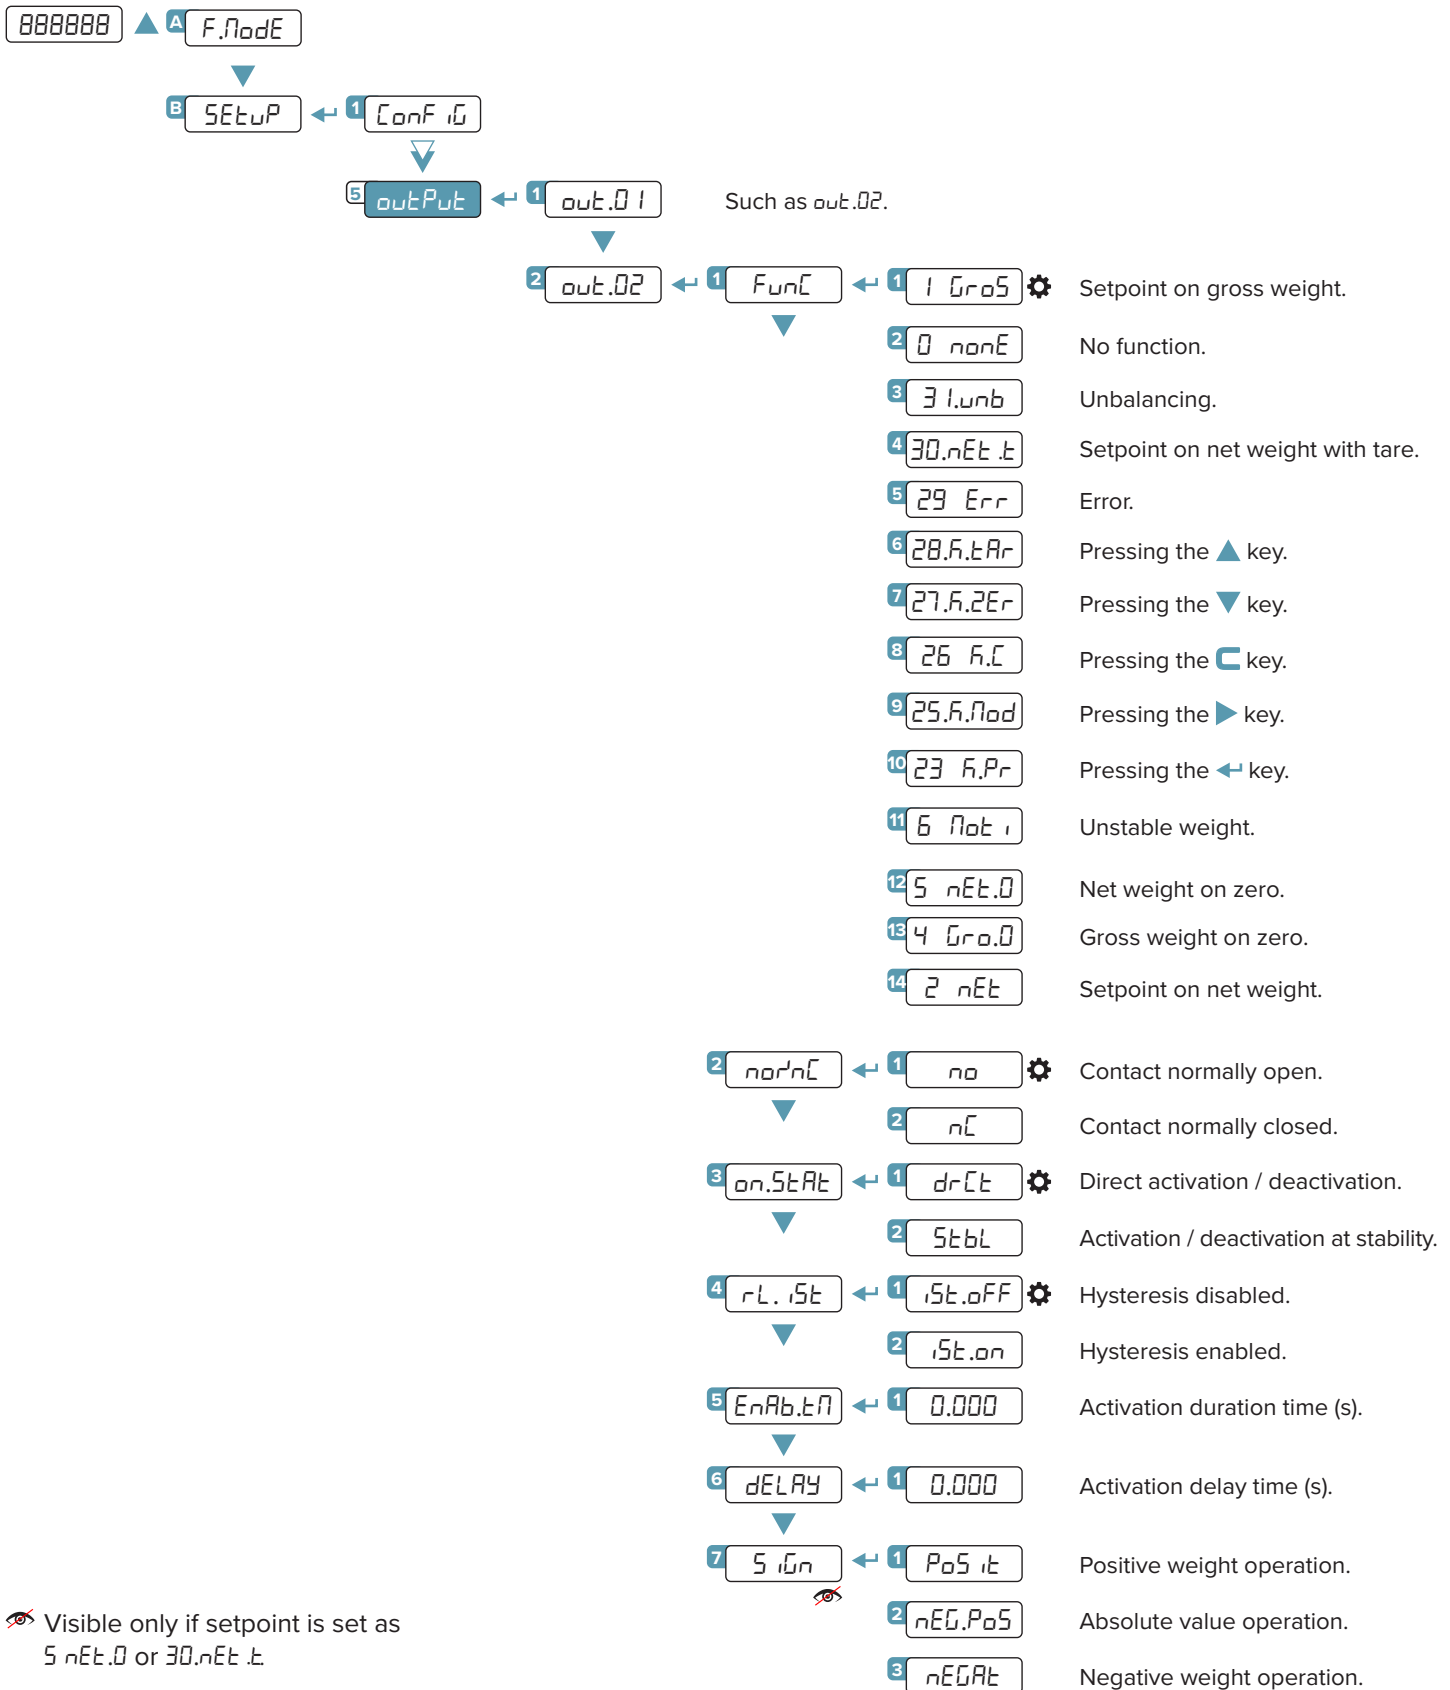 888888 A F.ModE
B SEtuP 1 ConFiG
5 outPut 1 out.01 Such as out.02.
2 out.02 1 FunC 1 1 GroS Setpoint on gross weight.
2 0 nonE No function.
3 31.unb Unbalancing.
4 30.nEt.t Setpoint on net weight with tare.
5 29 Err Error.
6 28.K.tAr Pressing the ▲ key.
7 27.K.2Er Pressing the ▼ key.
8 26 K.C Pressing the C key.
9 25.K.Mod Pressing the ▶ key.
10 23 K.Pr Pressing the ↵ key.
11 6 Moti Unstable weight.
12 5 nEt.0 Net weight on zero.
13 4 Gro.0 Gross weight on zero.
14 2 nEt Setpoint on net weight.
2 no/nC 1 no Contact normally open.
2 nC Contact normally closed.
3 on.StAt 1 drCt Direct activation / deactivation.
2 StbL Activation / deactivation at stability.
4 rL.iSt 1 iSt.oFF Hysteresis disabled.
2 iSt.on Hysteresis enabled.
5 EnAb.tM 1 0.000 Activation duration time (s).
6 dELAY 1 0.000 Activation delay time (s).
7 SiGn 1 PoSit Positive weight operation.
2 nEG.PoS Absolute value operation.
3 nEGAt Negative weight operation.
Visible only if setpoint is set as
5 nEt.0 or 30.nEt.t.